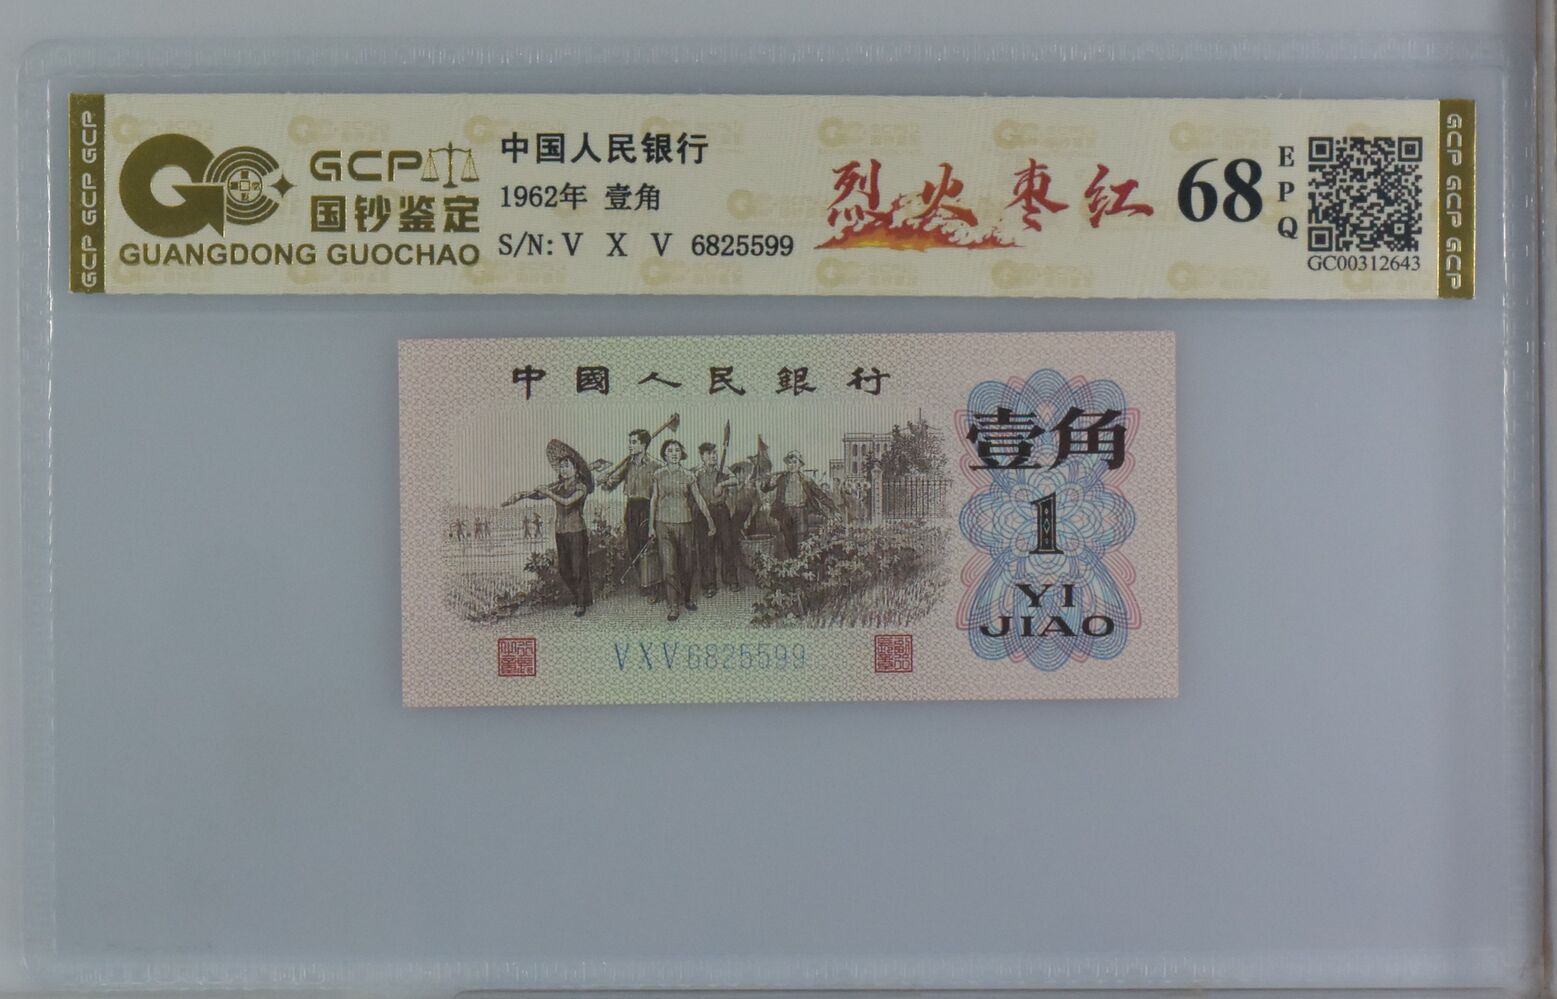 GCP GCP GCP
GCP
国钞鉴定
GUANGDONG GUOCHAO
中国人民银行
1962年 壹角
S/N: V X V 6825599
烈火枣红
68
EPQ
GC00312643
GCP GCP GCP
中國人民銀行
壹角
1
YI
JIAO
VXV6825599